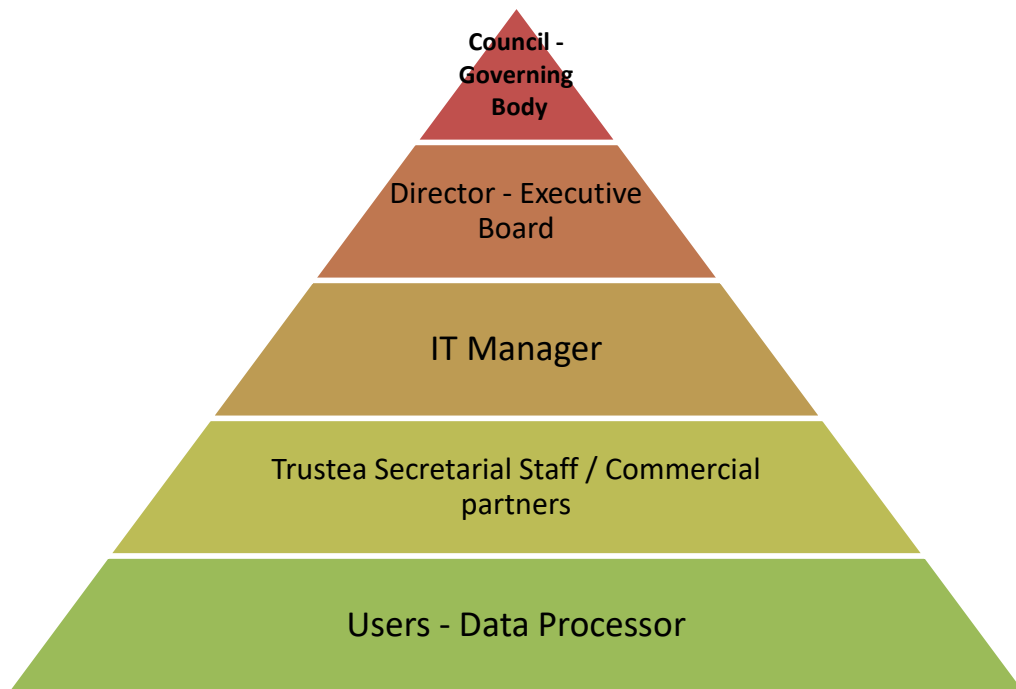 Council -
Governing
Body
Director - Executive
Board
IT Manager
Trustea Secretarial Staff / Commercial
partners
Users - Data Processor